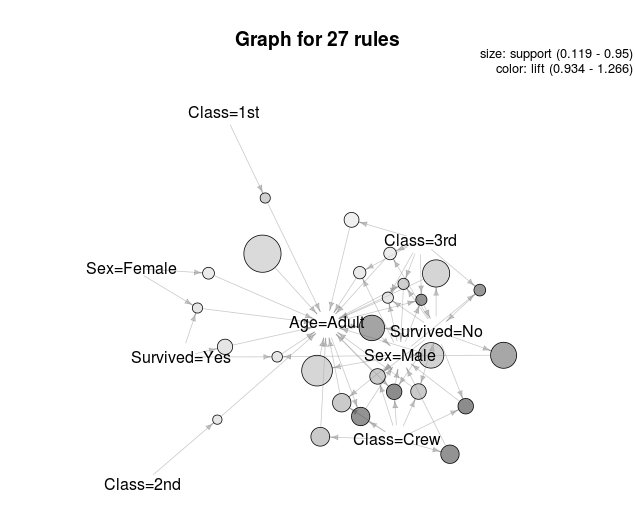 Graph for 27 rules
size: support (0.119 - 0.95)
color: lift (0.934 - 1.266)
Class=1st
Class=3rd
Sex=Female
Age=Adult
Survived=No
Survived=Yes
Sex=Male
Class=Crew
Class=2nd